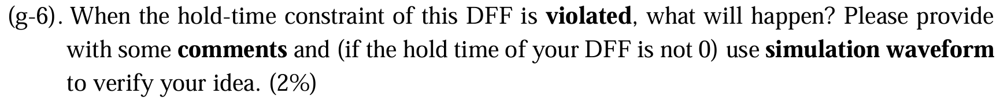 (g-6). When the hold-time constraint of this DFF is violated, what will happen? Please provide
with some comments and (if the hold time of your DFF is not 0) use simulation waveform
to verify your idea. (2%)